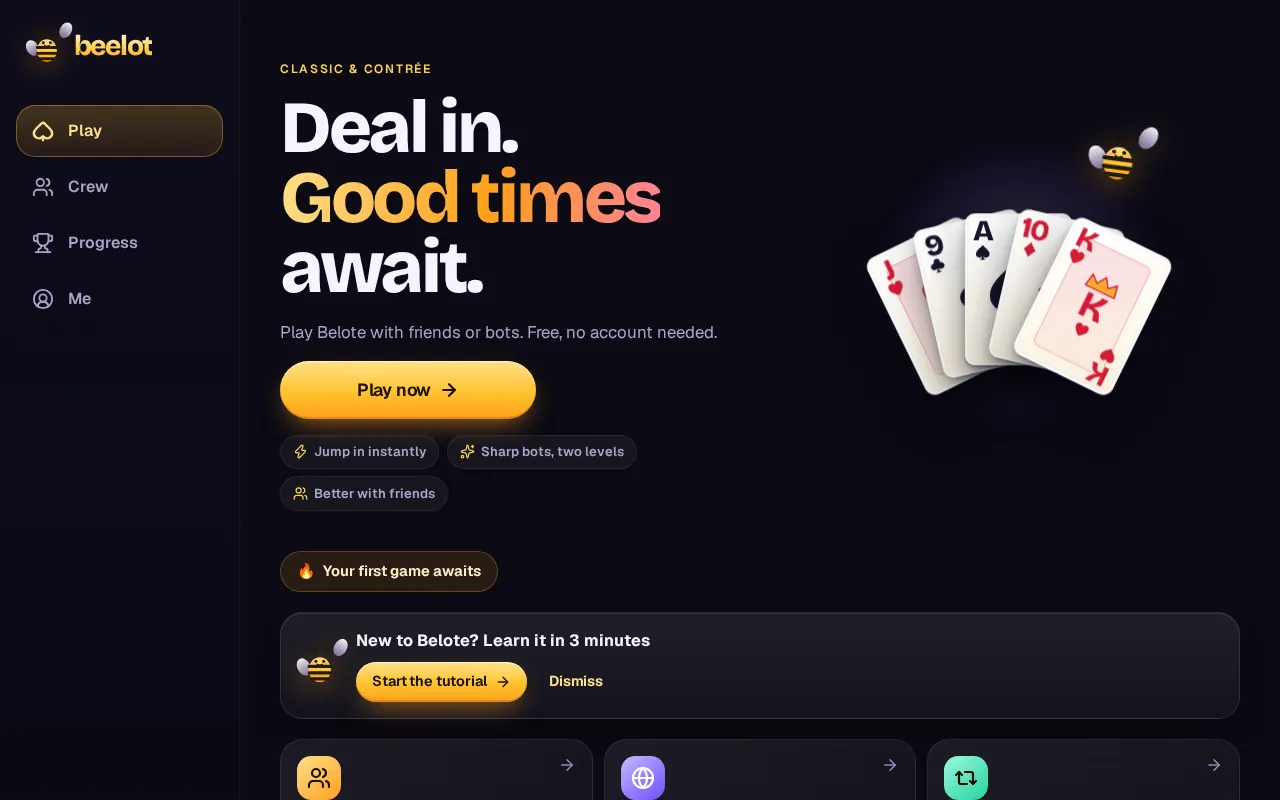 beelot
Play
Crew
Progress
Me
CLASSIC & CONTRÉE
Deal in.
Good times
await.
Play Belote with friends or bots. Free, no account needed.
Play now
Jump in instantly
Sharp bots, two levels
Better with friends
J
9
A
10
K
K
K
Your first game awaits
New to Belote? Learn it in 3 minutes
Start the tutorial
Dismiss